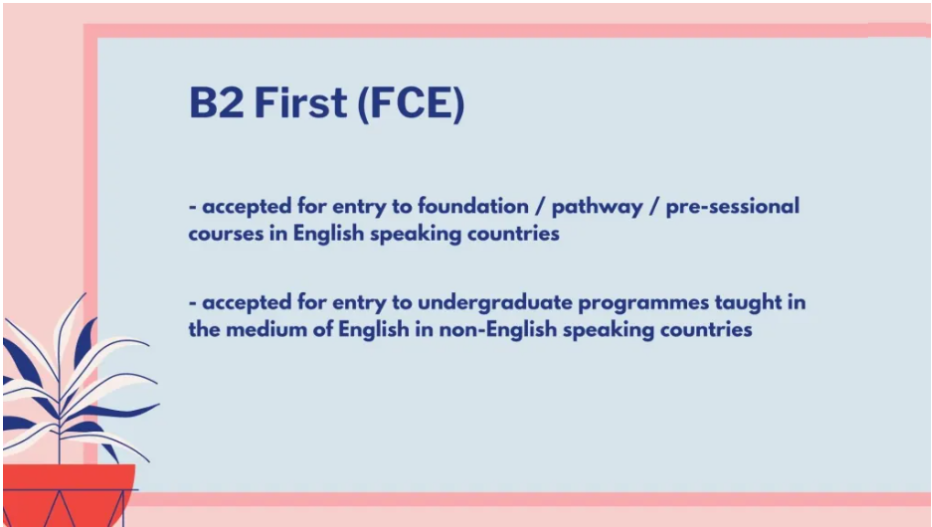 B2 First (FCE)
- accepted for entry to foundation / pathway / pre-sessional
courses in English speaking countries
- accepted for entry to undergraduate programmes taught in
the medium of English in non-English speaking countries